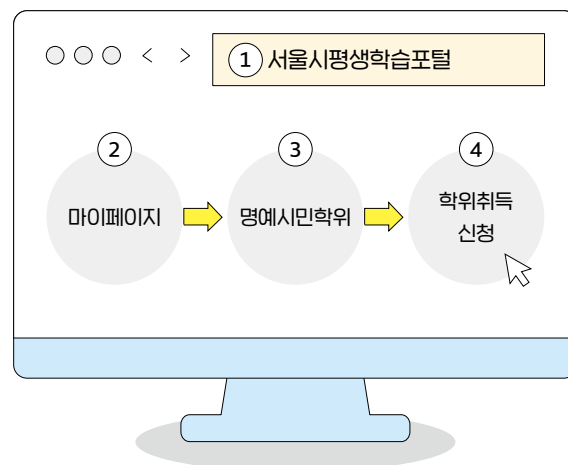 ① 서울시평생학습포털
②
마이페이지
③
명예시민학위
④
학위취득
신청